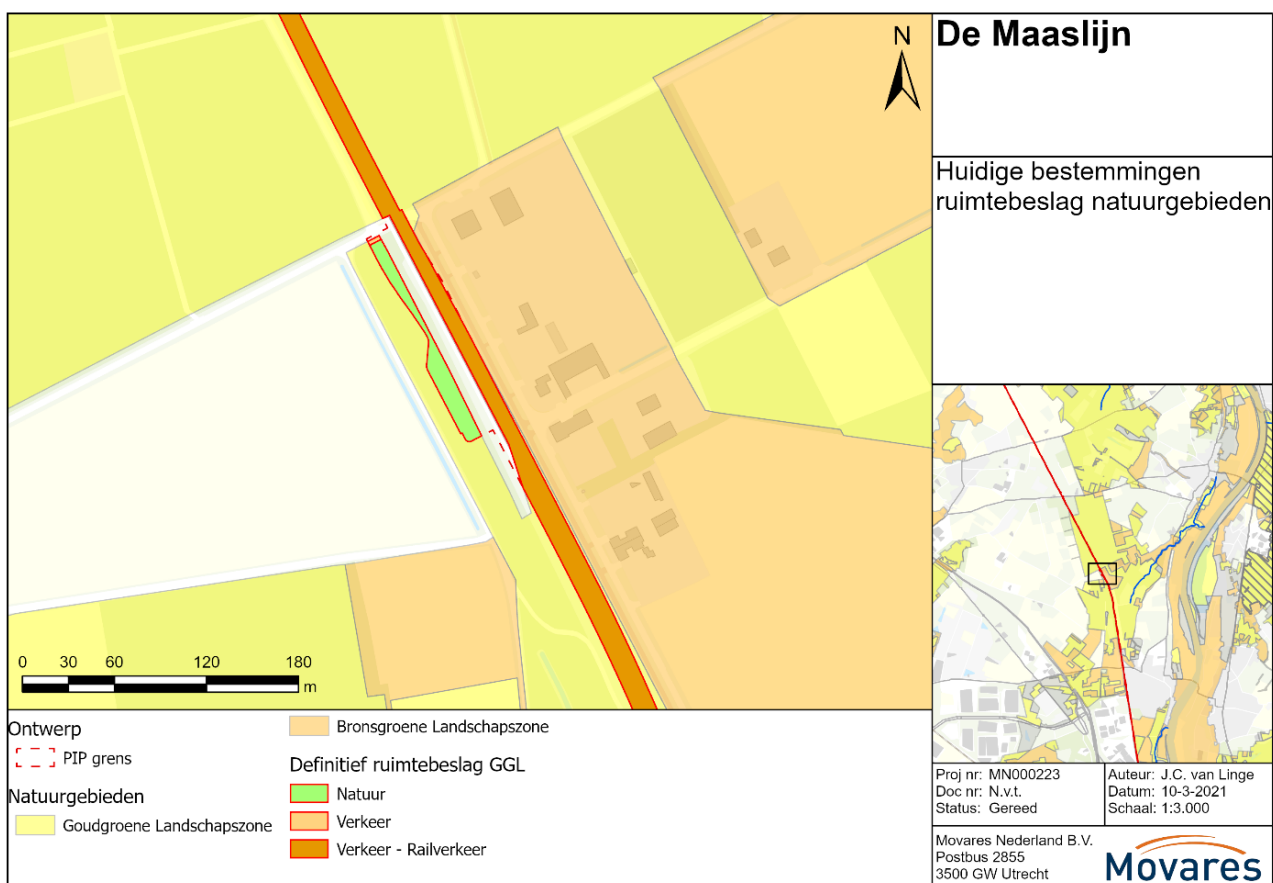 De Maaslijn
Huidige bestemmingen
ruimtebeslag natuurgebieden
N
0 30 60 120 180
m
Ontwerp
PIP grens
Natuurgebieden
Goudgroene Landschapszone
Bronsgroene Landschapszone
Definitief ruimtebeslag GGL
Natuur
Verkeer
Verkeer - Railverkeer
Proj nr: MN000223
Doc nr: N.v.t.
Status: Gereed
Auteur: J.C. van Linge
Datum: 10-3-2021
Schaal: 1:3.000
Movares Nederland B.V.
Postbus 2855
3500 GW Utrecht
Movares